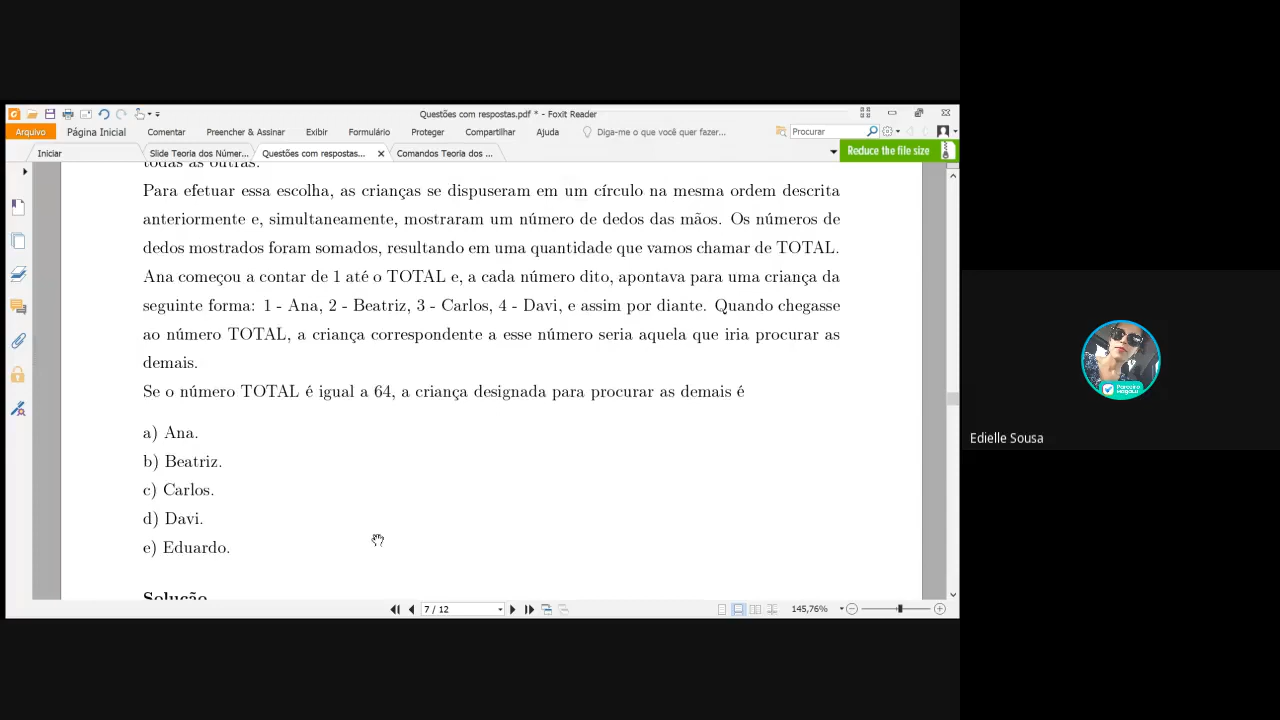 Questões com respostas.pdf * - Foxit Reader
Arquivo Página Inicial Comentar Preencher & Assinar Exibir Formulário Proteger Compartilhar Ajuda Diga-me o que você quer fazer... Procurar
Iniciar Slide Teoria dos Númer... Questões com respostas... Comandos Teoria dos ... Reduce the file size
todas as outras.
Para efetuar essa escolha, as crianças se dispuseram em um círculo na mesma ordem descrita
anteriormente e, simultaneamente, mostraram um número de dedos das mãos. Os números de
dedos mostrados foram somados, resultando em uma quantidade que vamos chamar de TOTAL.
Ana começou a contar de 1 até o TOTAL e, a cada número dito, apontava para uma criança da
seguinte forma: 1 - Ana, 2 - Beatriz, 3 - Carlos, 4 - Davi, e assim por diante. Quando chegasse
ao número TOTAL, a criança correspondente a esse número seria aquela que iria procurar as
demais.
Se o número TOTAL é igual a 64, a criança designada para procurar as demais é
a) Ana.
b) Beatriz.
c) Carlos.
d) Davi.
e) Eduardo.
Solução
7 / 12 145,76%
Parceiro Magalu
Edielle Sousa